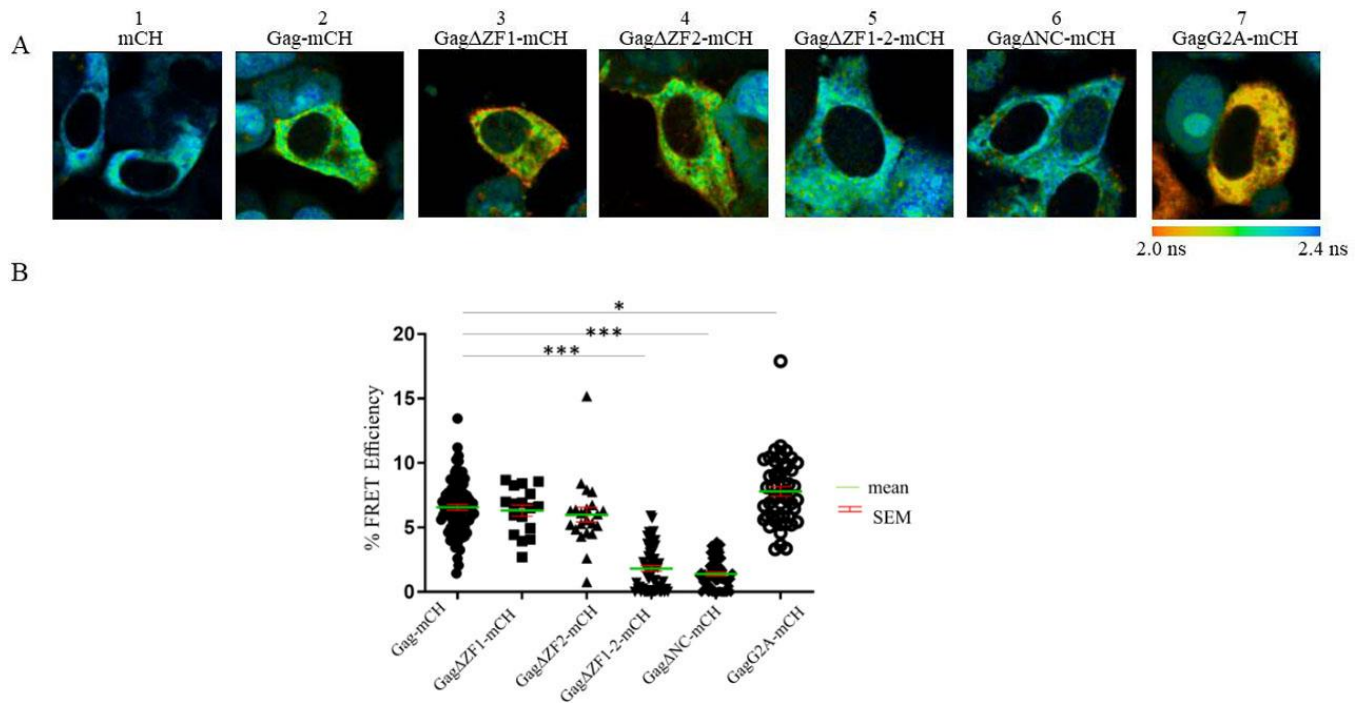 1 2 3 4 5 6 7
A mCH Gag-mCH GagΔZF1-mCH GagΔZF2-mCH GagΔZF1-2-mCH GagΔNC-mCH GagG2A-mCH
2.0 ns 2.4 ns
B
*
***
***
20
15
10
5
0
% FRET Efficiency
mean
SEM
Gag-mCH GagΔZF1-mCH GagΔZF2-mCH GagΔZF1-2-mCH GagΔNC-mCH GagG2A-mCH